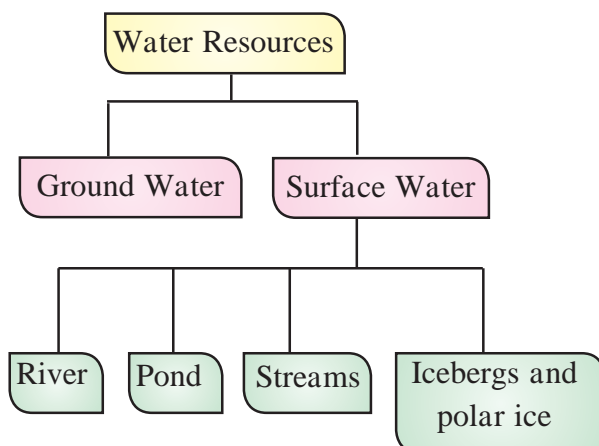 Water Resources
Ground Water
Surface Water
River
Pond
Streams
Icebergs and
polar ice